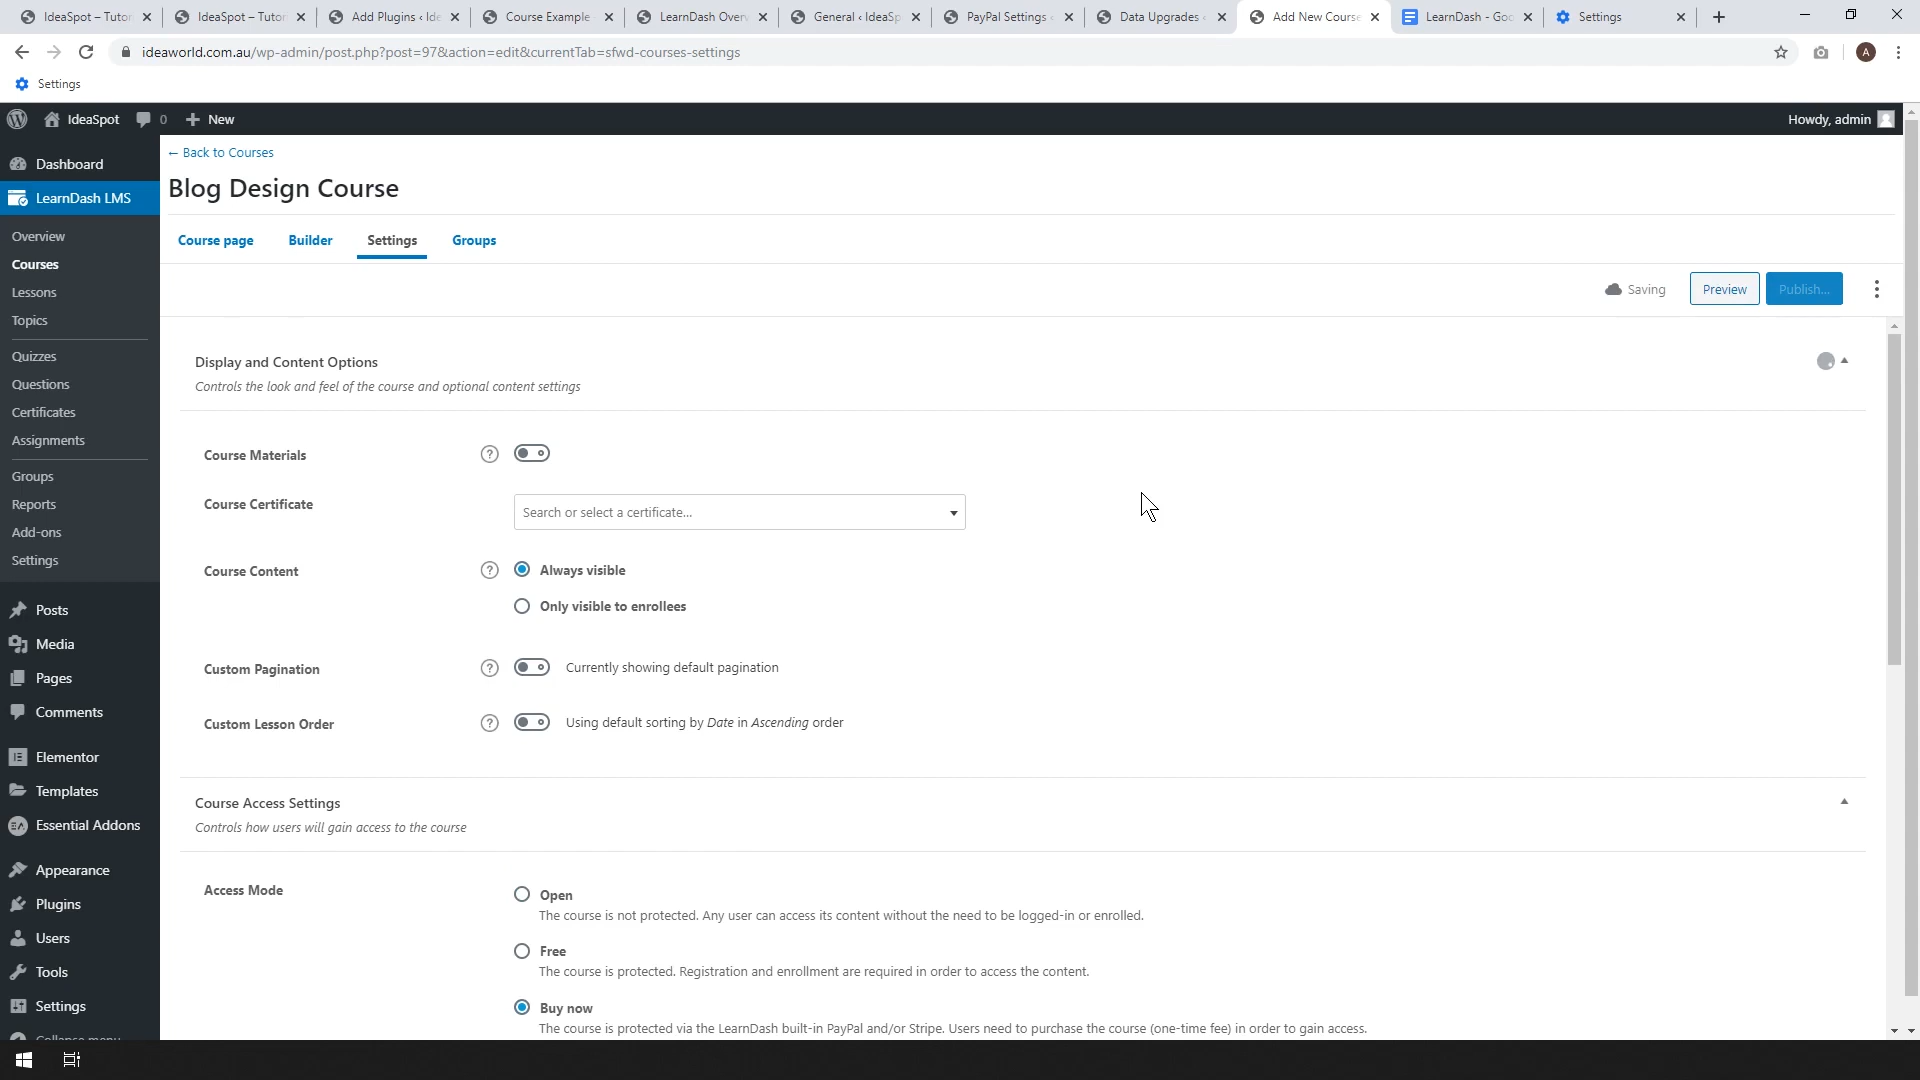 IdeaSpot – Tutor
IdeaSpot – Tutor
Add Plugins ‹ Ide
Course Example
LearnDash Over
General ‹ IdeaSp
PayPal Settings ‹
Data Upgrades ‹
Add New Course
LearnDash - Goo
Settings
ideaworld.com.au/wp-admin/post.php?post=97&action=edit&currentTab=sfwd-courses-settings
A
Settings
IdeaSpot
0
New
Howdy, admin
Dashboard
LearnDash LMS
Overview
Courses
Lessons
Topics
Quizzes
Questions
Certificates
Assignments
Groups
Reports
Add-ons
Settings
Posts
Media
Pages
Comments
Elementor
Templates
Essential Addons
Appearance
Plugins
Users
Tools
Settings
Collapse menu
← Back to Courses
Blog Design Course
Course page
Builder
Settings
Groups
Saving
Preview
Publish...
Display and Content Options
Controls the look and feel of the course and optional content settings
Course Materials
?
Course Certificate
Search or select a certificate...
Course Content
?
Always visible
Only visible to enrollees
Custom Pagination
?
Currently showing default pagination
Custom Lesson Order
?
Using default sorting by Date in Ascending order
Course Access Settings
Controls how users will gain access to the course
Access Mode
Open
The course is not protected. Any user can access its content without the need to be logged-in or enrolled.
Free
The course is protected. Registration and enrollment are required in order to access the content.
Buy now
The course is protected via the LearnDash built-in PayPal and/or Stripe. Users need to purchase the course (one-time fee) in order to gain access.